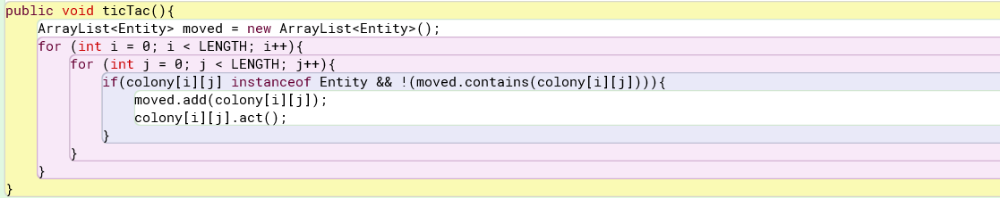 public void ticTac(){
ArrayList<Entity> moved = new ArrayList<Entity>();
for (int i = 0; i < LENGTH; i++){
for (int j = 0; j < LENGTH; j++){
if(colony[i][j] instanceof Entity && !(moved.contains(colony[i][j]))){
moved.add(colony[i][j]);
colony[i][j].act();
}
}
}
}